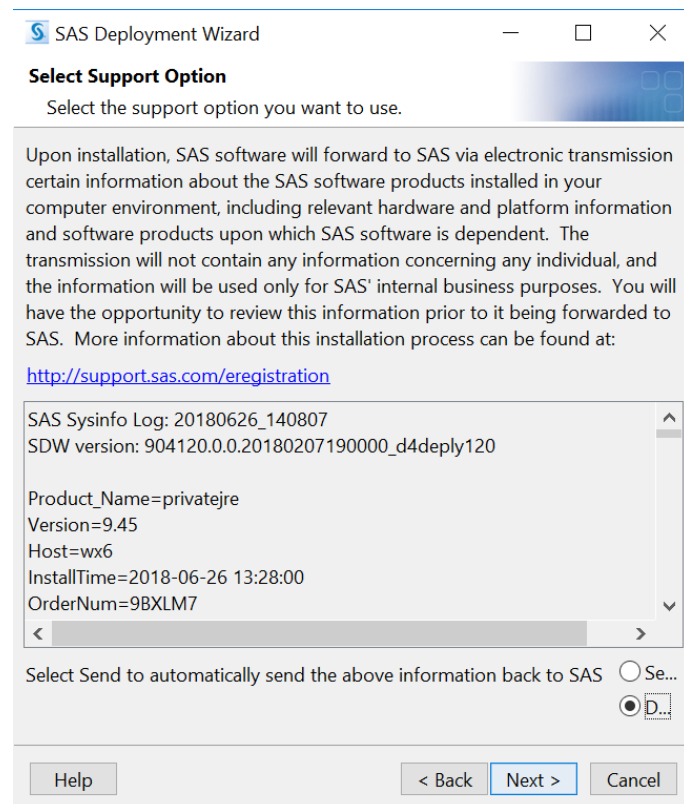 SAS Deployment Wizard
Select Support Option
Select the support option you want to use.
Upon installation, SAS software will forward to SAS via electronic transmission
certain information about the SAS software products installed in your
computer environment, including relevant hardware and platform information
and software products upon which SAS software is dependent.  The
transmission will not contain any information concerning any individual, and
the information will be used only for SAS' internal business purposes.  You will
have the opportunity to review this information prior to it being forwarded to
SAS.  More information about this installation process can be found at:
http://support.sas.com/eregistration
SAS Sysinfo Log: 20180626_140807
SDW version: 904120.0.0.20180207190000_d4deply120
Product_Name=privatejre
Version=9.45
Host=wx6
InstallTime=2018-06-26 13:28:00
OrderNum=9BXLM7
Select Send to automatically send the above information back to SAS
Se...
D...
Help
< Back
Next >
Cancel